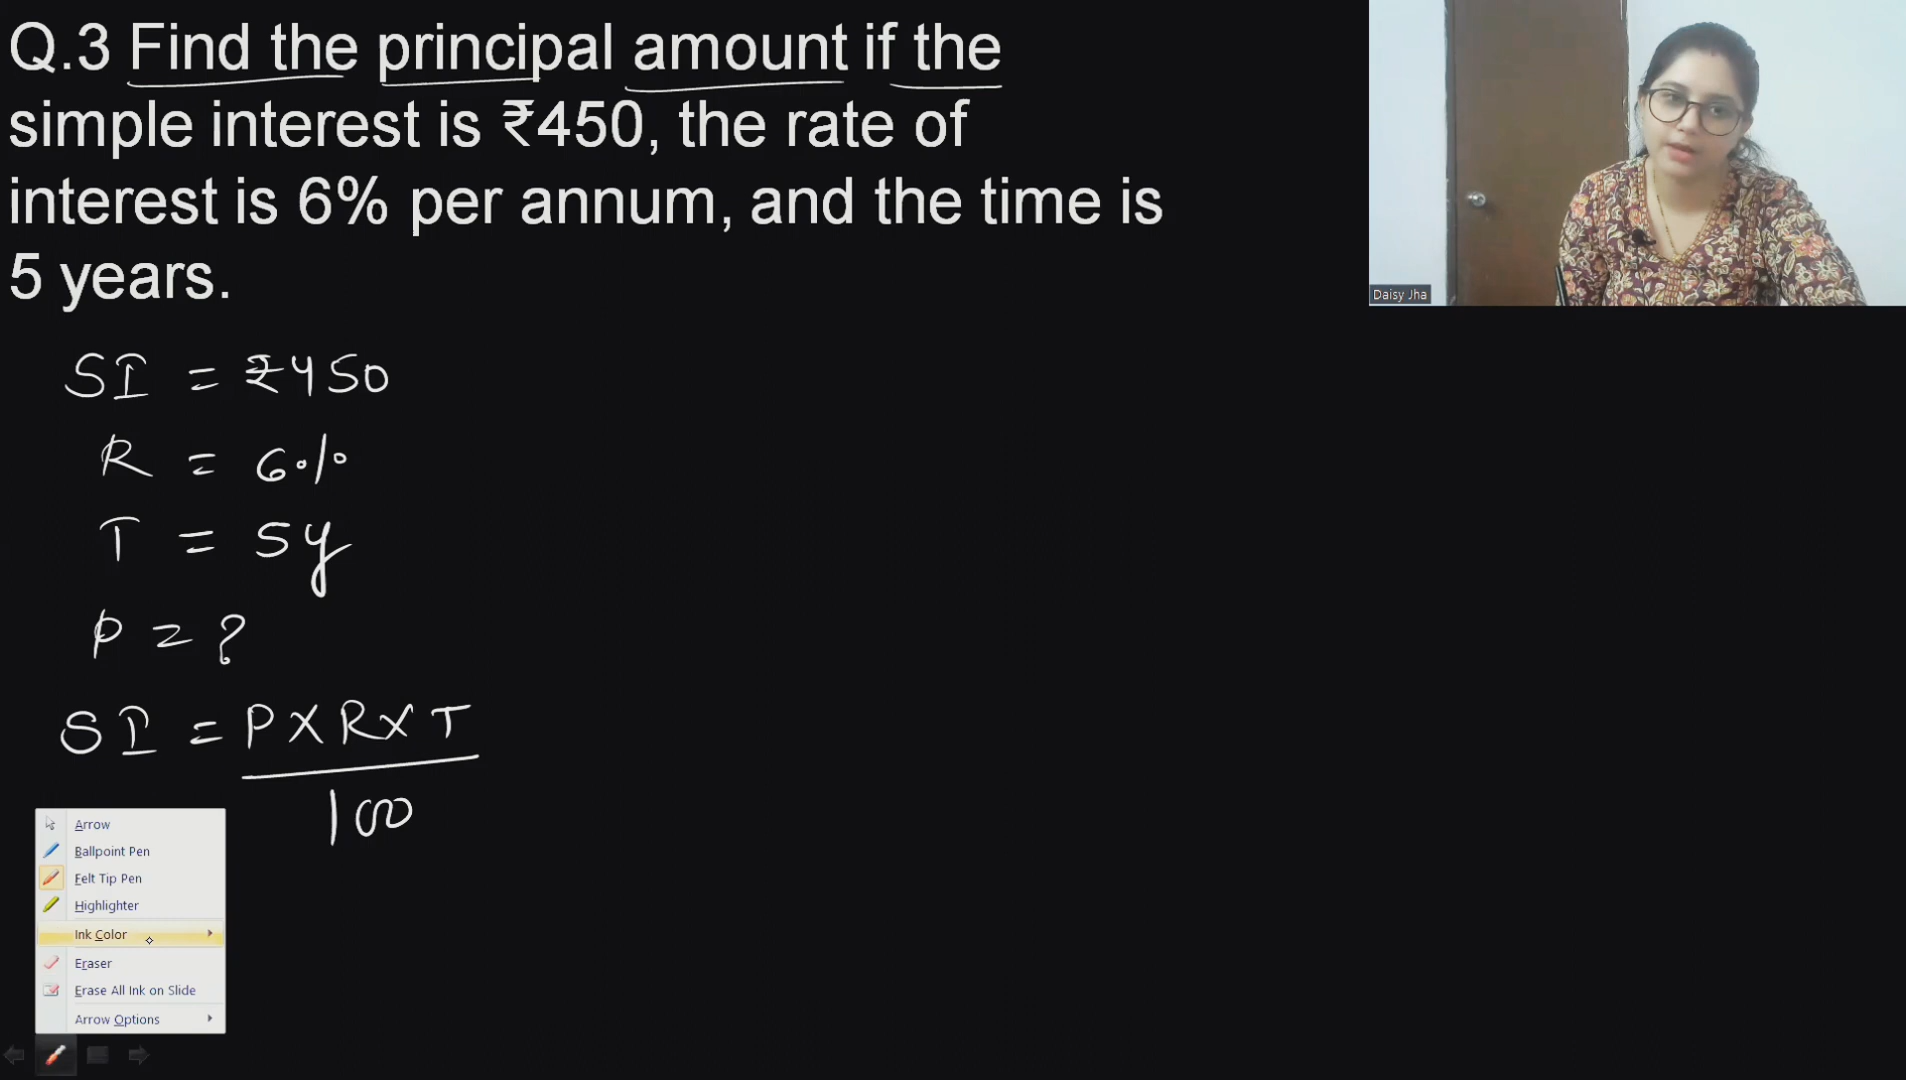 Q.3 Find the principal amount if the
simple interest is ₹450, the rate of
interest is 6% per annum, and the time is
5 years.
Daisy Jha
SI = ₹450
R = 6%
T = 5y
P = ?
SI = P X R X T
100
Arrow
Ballpoint Pen
Felt Tip Pen
Highlighter
Ink Color
Eraser
Erase All Ink on Slide
Arrow Options